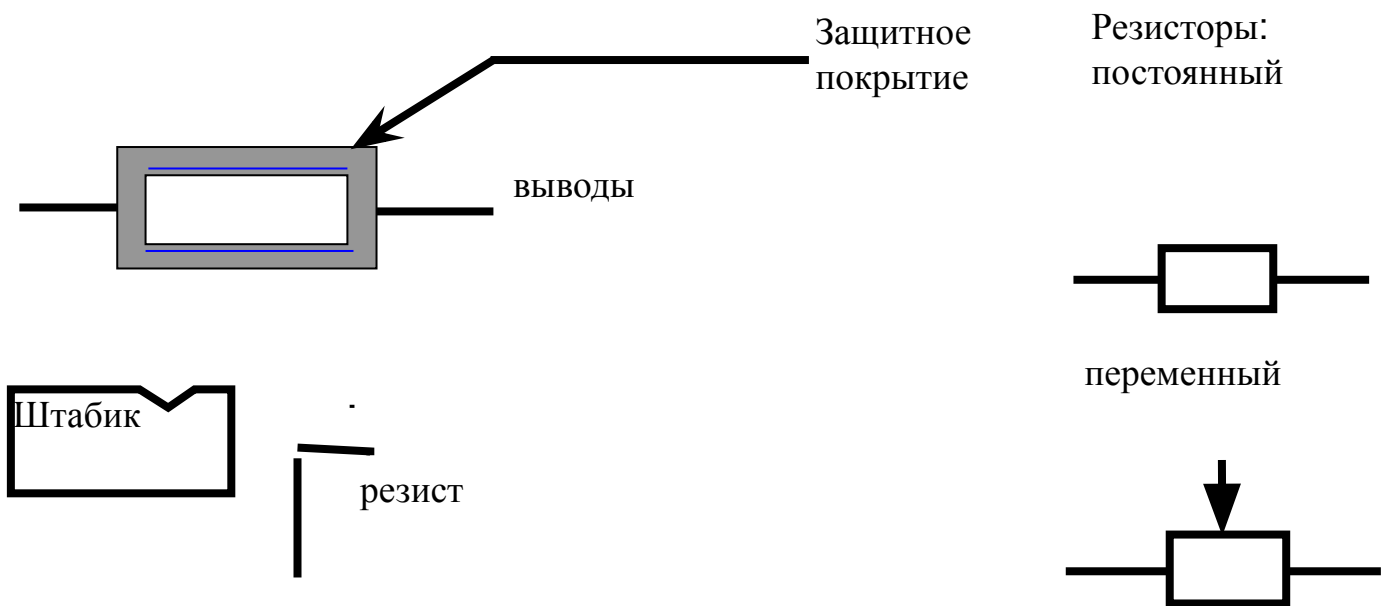 Защитное
покрытие
Резисторы:
постоянный
выводы
переменный
Штабик
резист